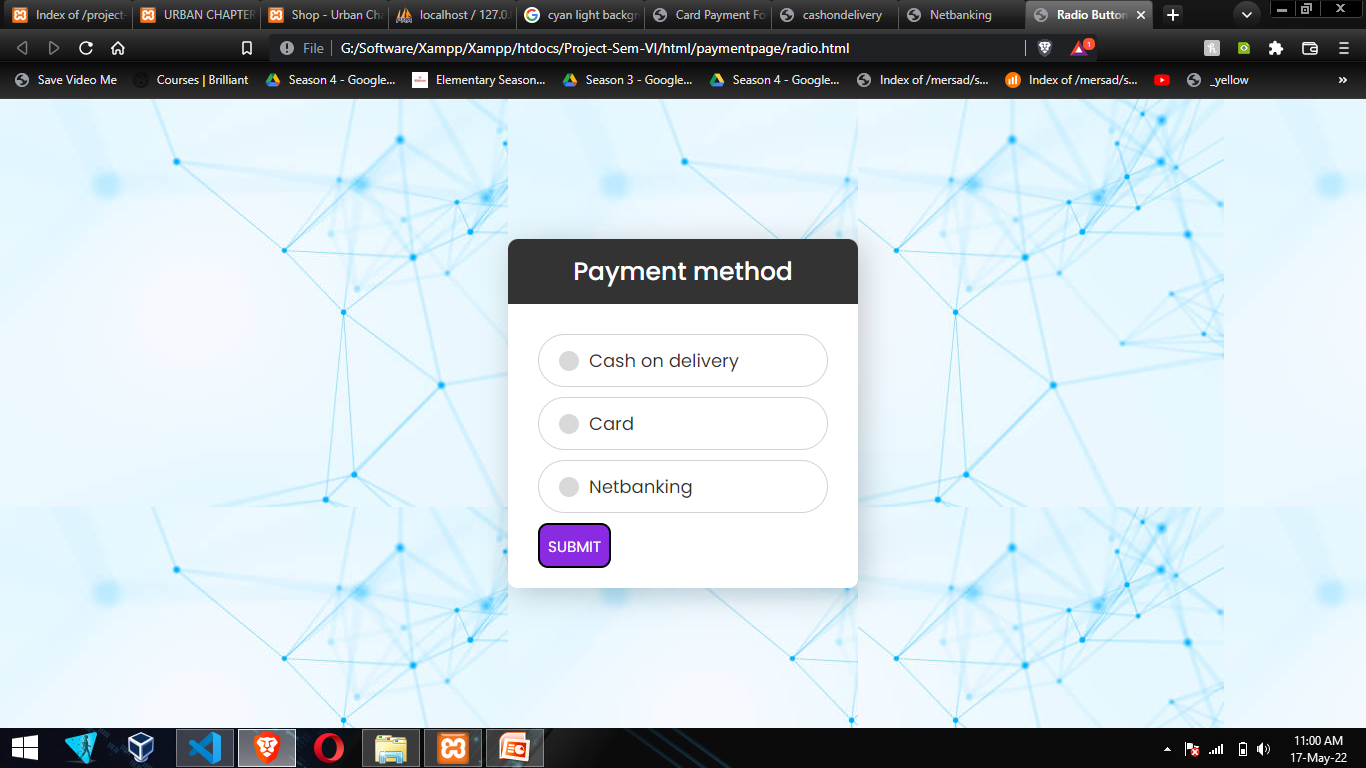 Index of /project-
URBAN CHAPTER
Shop - Urban Ch
localhost / 127.0.
cyan light backgr
Card Payment Fo
cashondelivery
Netbanking
Radio Button
File
G:/Software/Xampp/Xampp/htdocs/Project-Sem-VI/html/paymentpage/radio.html
1
Save Video Me
Courses | Brilliant
Season 4 - Google...
Elementary Season...
Season 3 - Google...
Season 4 - Google...
Index of /mersad/s...
Index of /mersad/s...
_yellow
»
Payment method
Cash on delivery
Card
Netbanking
SUBMIT
11:00 AM
17-May-22